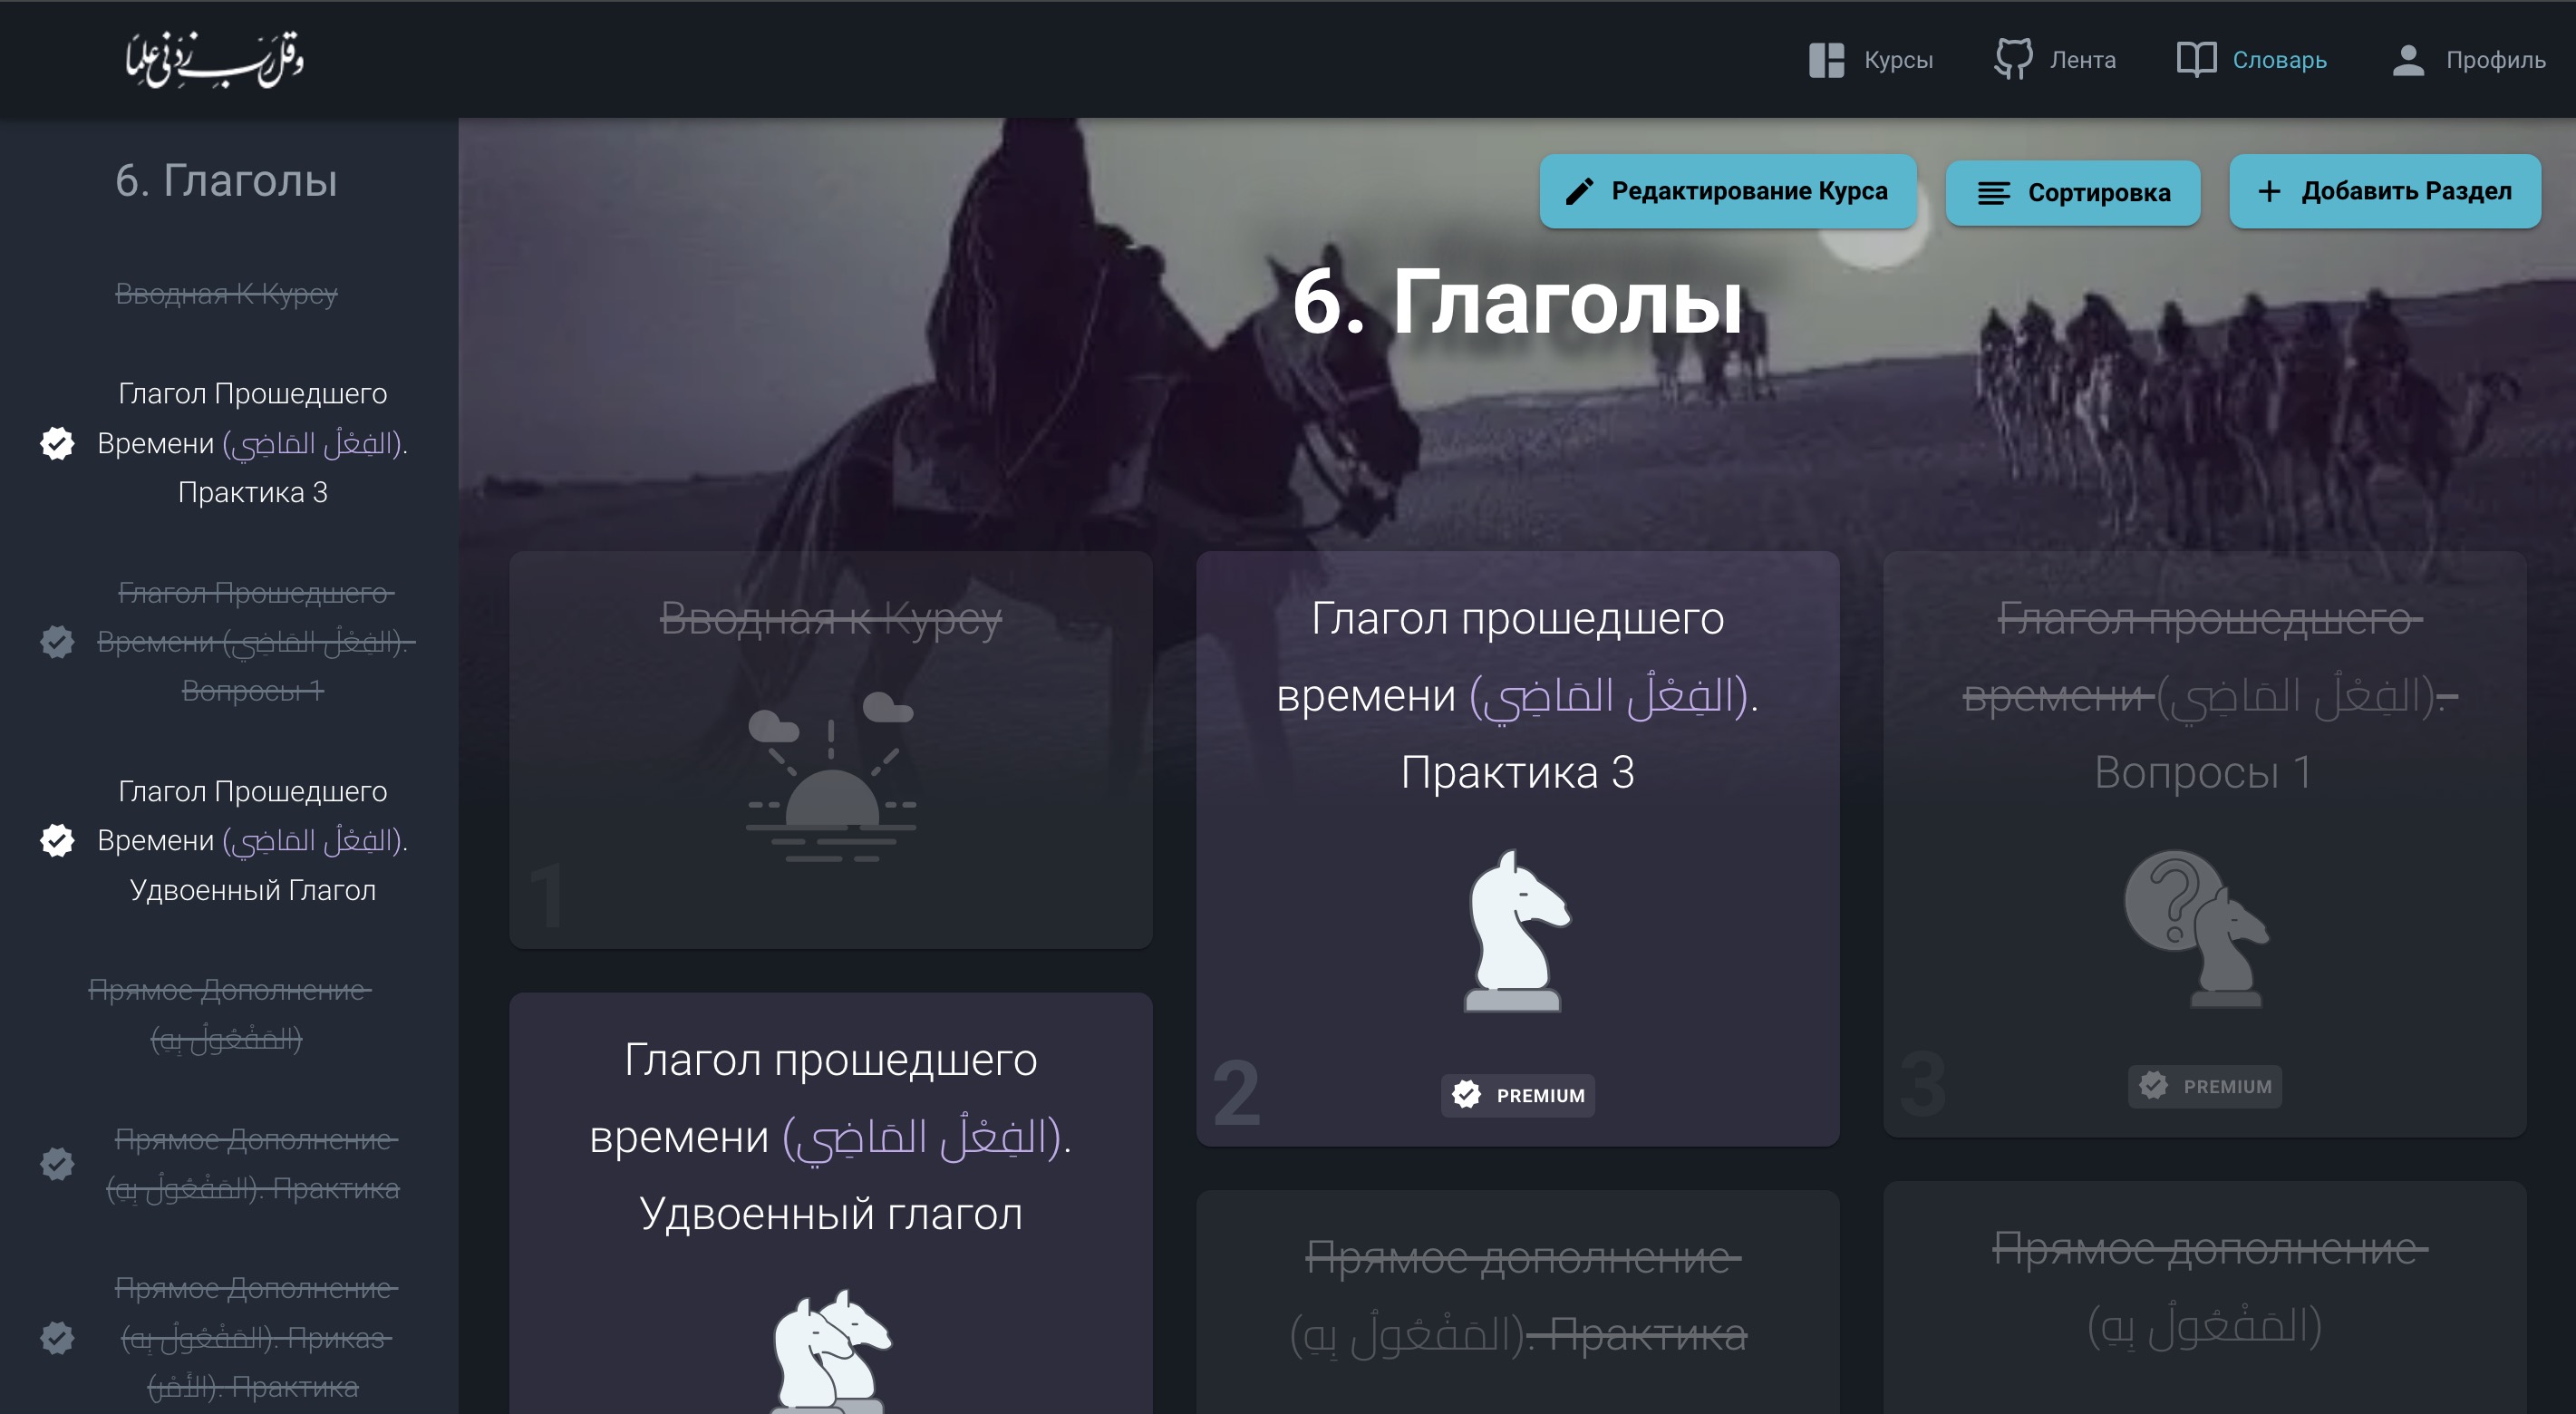 وقل رب زدني علما
Курсы
Лента
Словарь
Профиль
6. Глаголы
Вводная К Курсу
Глагол Прошедшего
Времени (الفِعْلُ المَاضِي).
Практика 3
Глагол Прошедшего
Времени (الفِعْلُ المَاضِي).
Вопросы 1
Глагол Прошедшего
Времени (الفِعْلُ المَاضِي).
Удвоенный Глагол
Прямое Дополнение
(المَفْعُولُ بِهِ)
Прямое Дополнение
(المَفْعُولُ بِهِ). Практика
Прямое Дополнение
(المَفْعُولُ بِهِ). Приказ
(الأَمْر). Практика
Редактирование Курса
Сортировка
Добавить Раздел
6. Глаголы
Вводная к Курсу
1
Глагол прошедшего
времени (الفِعْلُ المَاضِي).
Практика 3
2
PREMIUM
Глагол прошедшего
времени (الفِعْلُ المَاضِي).
Вопросы 1
3
PREMIUM
Глагол прошедшего
времени (الفِعْلُ المَاضِي).
Удвоенный глагол
Прямое дополнение
(المَفْعُولُ بِهِ). Практика
Прямое дополнение
(المَفْعُولُ بِهِ)